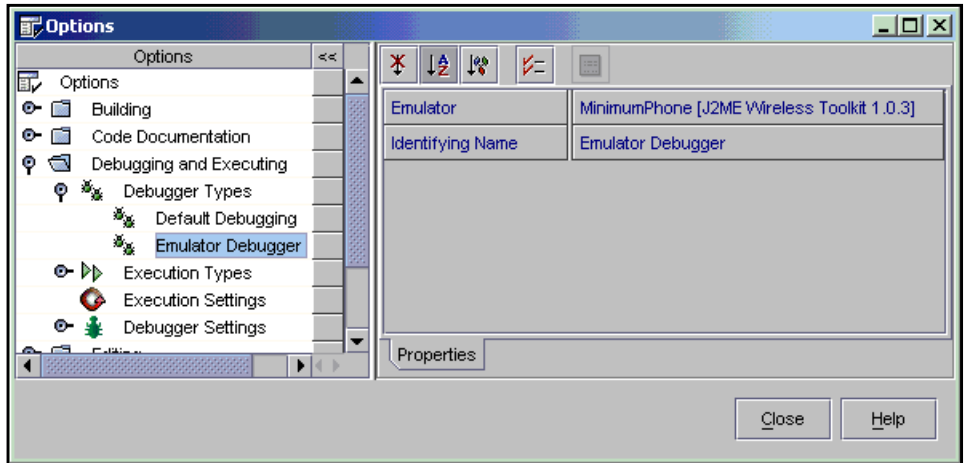 Options
Options
<<
Options
Building
Code Documentation
Debugging and Executing
Debugger Types
Default Debugging
Emulator Debugger
Execution Types
Execution Settings
Debugger Settings
Emulator
MinimumPhone [J2ME Wireless Toolkit 1.0.3]
Identifying Name
Emulator Debugger
Properties
Close
Help